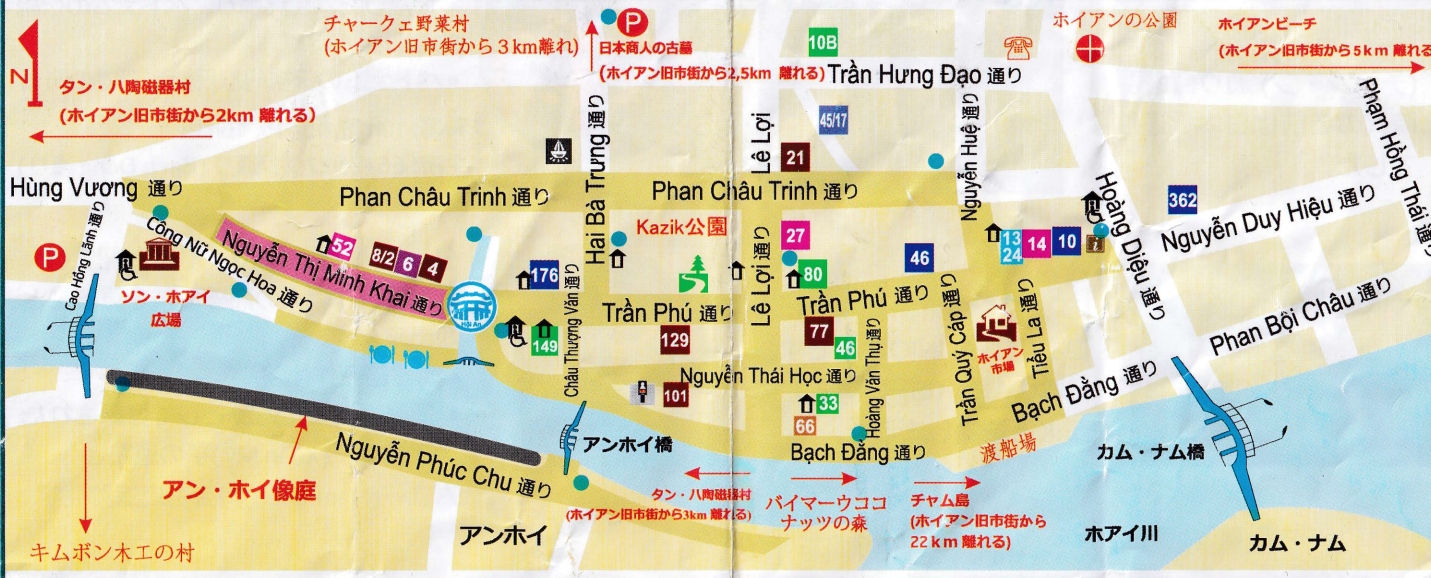 N
チャークェ野菜村
(ホイアン旧市街から３km離れ)
P
日本商人の古墓
(ホイアン旧市街から2,5km 離れる)
10B
Trần Hưng Đạo 通り
ホイアンの公園
ホイアンビーチ
(ホイアン旧市街から5ｋｍ 離れる
タン・ハ陶磁器村
(ホイアン旧市街から2km 離れる）
Phạm Hồng Thái 通り
Hai Bà Trưng 通り
Lê Lợi
45/17
21
Nguyễn Huệ 通り
Hùng Vương 通り
Phan Châu Trinh 通り
Phan Châu Trinh 通り
Hoàng Diệu 通り
362
Nguyễn Duy Hiệu 通り
P
Cao Hồng Lãnh 通り
Công Nữ Ngọc Hoa 通り
Nguyễn Thị Minh Khai 通り
52
8/2
6
4
Kazik公園
27
Lê Lợi 通り
80
46
13
24
14
10
i
ソン・ホアイ
広場
Hội An
176
149
Châu Thượng Văn 通り
Trần Phú 通り
Trần Phú 通り
129
77
46
Hoàng Văn Thụ 通り
Trần Quý Cáp 通り
ホイアン
市場
Tiểu La 通り
Phan Bội Châu 通り
Nguyễn Thái Học 通り
101
33
66
Bạch Đằng 通り
Bạch Đằng 通り
渡船場
アンホイ橋
カム・ナム橋
Nguyễn Phúc Chu 通り
アン・ホイ像庭
タン・ハ陶磁器村
(ホイアン旧市街から3km 離れる)
バイマーウココ
ナッツの森
チャム島
(ホイアン旧市街から
22ｋｍ 離れる)
キムボン木工の村
アンホイ
ホアイ川
カム・ナム